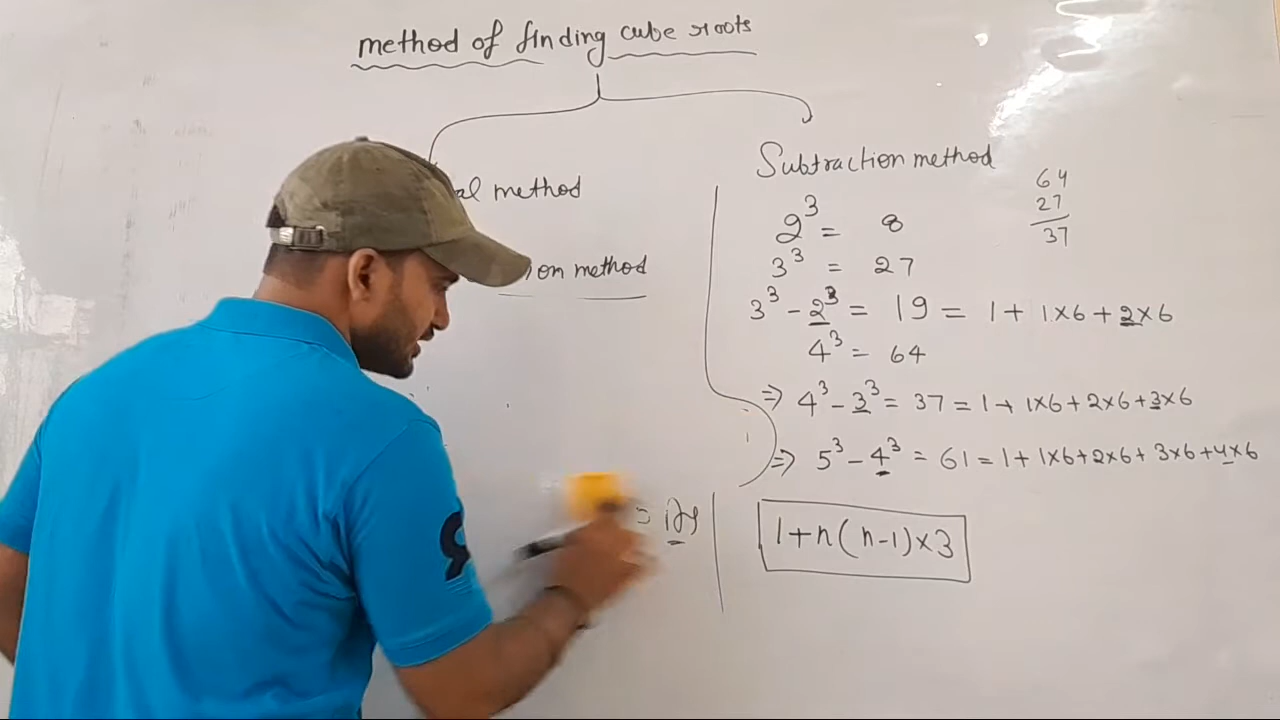 method of finding cube roots
method
method
Subtraction method
64
27
37
2³ = 8
3³ = 27
3³ - 2³ = 19 = 1 + 1×6 + 2×6
4³ = 64
⇒ 4³ - 3³ = 37 = 1 + 1×6 + 2×6 + 3×6
⇒ 5³ - 4³ = 61 = 1 + 1×6 + 2×6 + 3×6 + 4×6
1 + n(n-1)×3